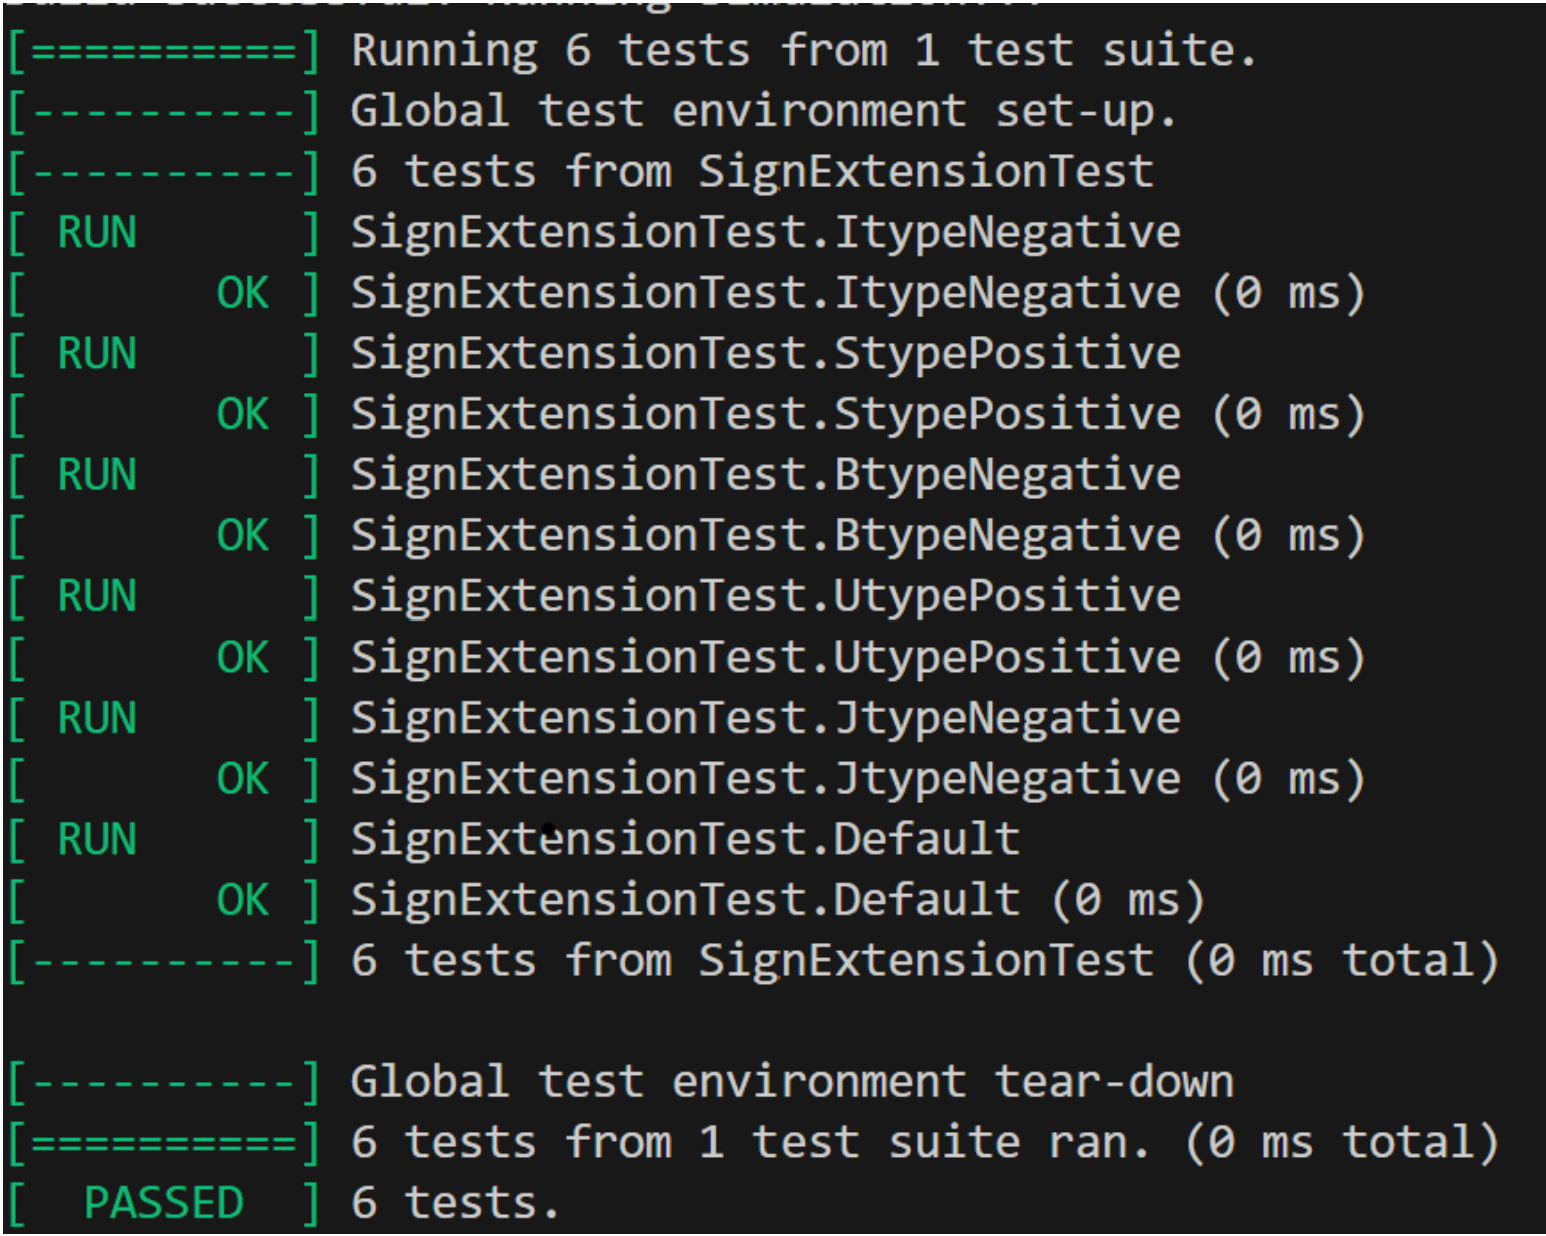 [==========] Running 6 tests from 1 test suite.
[----------] Global test environment set-up.
[----------] 6 tests from SignExtensionTest
[ RUN      ] SignExtensionTest.ItypeNegative
[       OK ] SignExtensionTest.ItypeNegative (0 ms)
[ RUN      ] SignExtensionTest.StypePositive
[       OK ] SignExtensionTest.StypePositive (0 ms)
[ RUN      ] SignExtensionTest.BtypeNegative
[       OK ] SignExtensionTest.BtypeNegative (0 ms)
[ RUN      ] SignExtensionTest.UtypePositive
[       OK ] SignExtensionTest.UtypePositive (0 ms)
[ RUN      ] SignExtensionTest.JtypeNegative
[       OK ] SignExtensionTest.JtypeNegative (0 ms)
[ RUN      ] SignExtensionTest.Default
[       OK ] SignExtensionTest.Default (0 ms)
[----------] 6 tests from SignExtensionTest (0 ms total)
[----------] Global test environment tear-down
[==========] 6 tests from 1 test suite ran. (0 ms total)
[  PASSED  ] 6 tests.